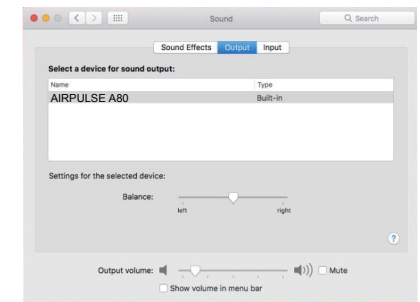 Sound
Search
Sound Effects Output Input
Select a device for sound output:
Name Type
AIRPULSE A80 Built-in
Settings for the selected device:
Balance:
left right
?
Output volume: Mute
Show volume in menu bar